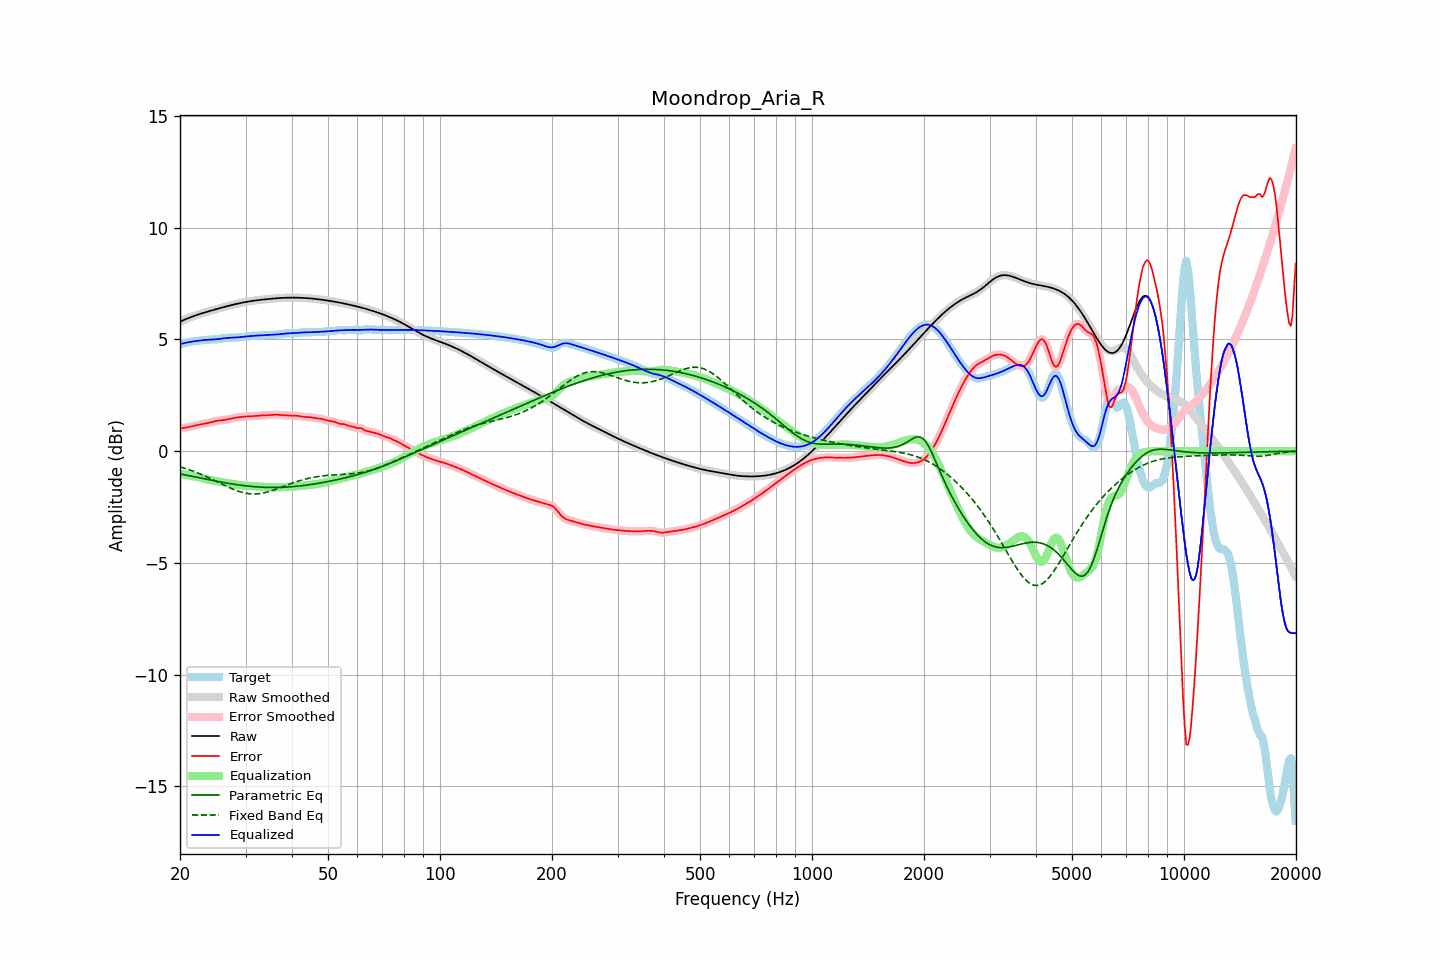 Moondrop_Aria_R
15
10
5
0
−5
−10
−15
Amplitude (dBr)
Target
Raw Smoothed
Error Smoothed
Raw
Error
Equalization
Parametric Eq
Fixed Band Eq
Equalized
20 50 100 200 500 1000 2000 5000 10000 20000
Frequency (Hz)